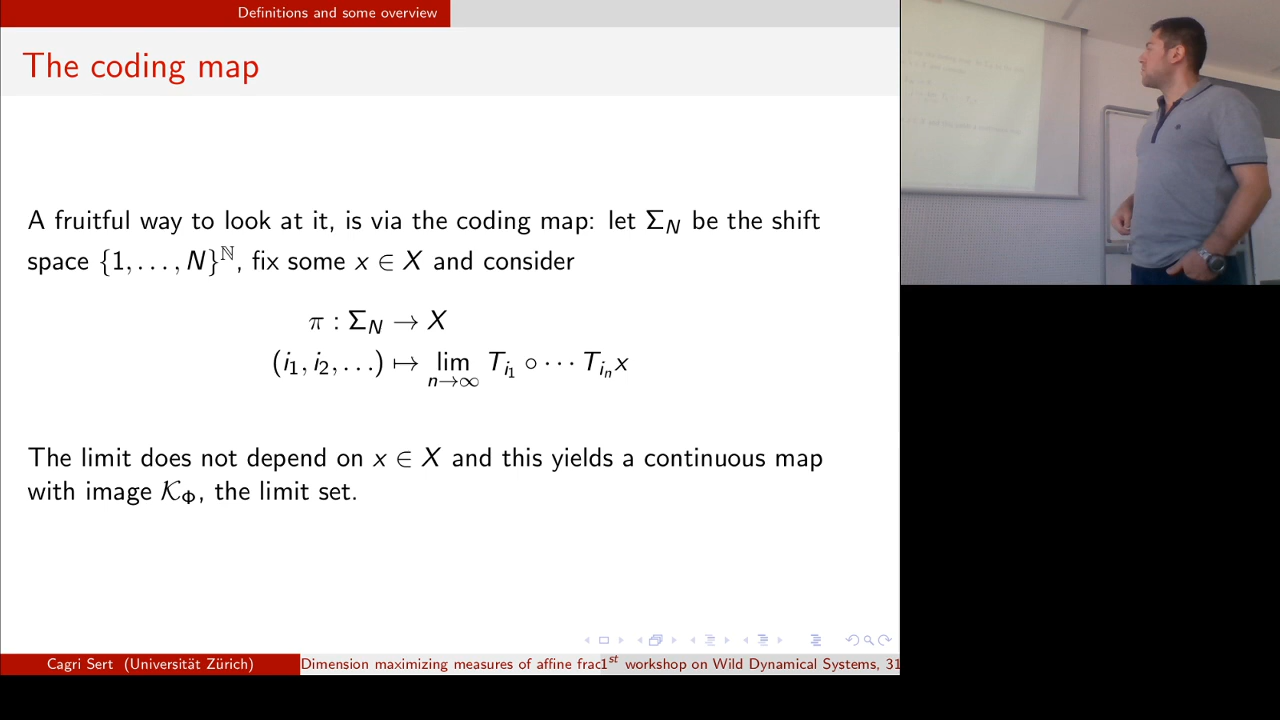 Definitions and some overview
The coding map
A fruitful way to look at it, is via the coding map: let Σ_N be the shift
space {1, . . . , N}^ℕ, fix some x ∈ X and consider
π : Σ_N → X
(i_1, i_2, . . .) ↦ lim_{n→∞} T_{i_1} ∘ · · · T_{i_n} x
The limit does not depend on x ∈ X and this yields a continuous map
with image 𝒦_Φ, the limit set.
Cagri Sert (Universität Zürich) Dimension maximizing measures of affine frac 1^st workshop on Wild Dynamical Systems, 31